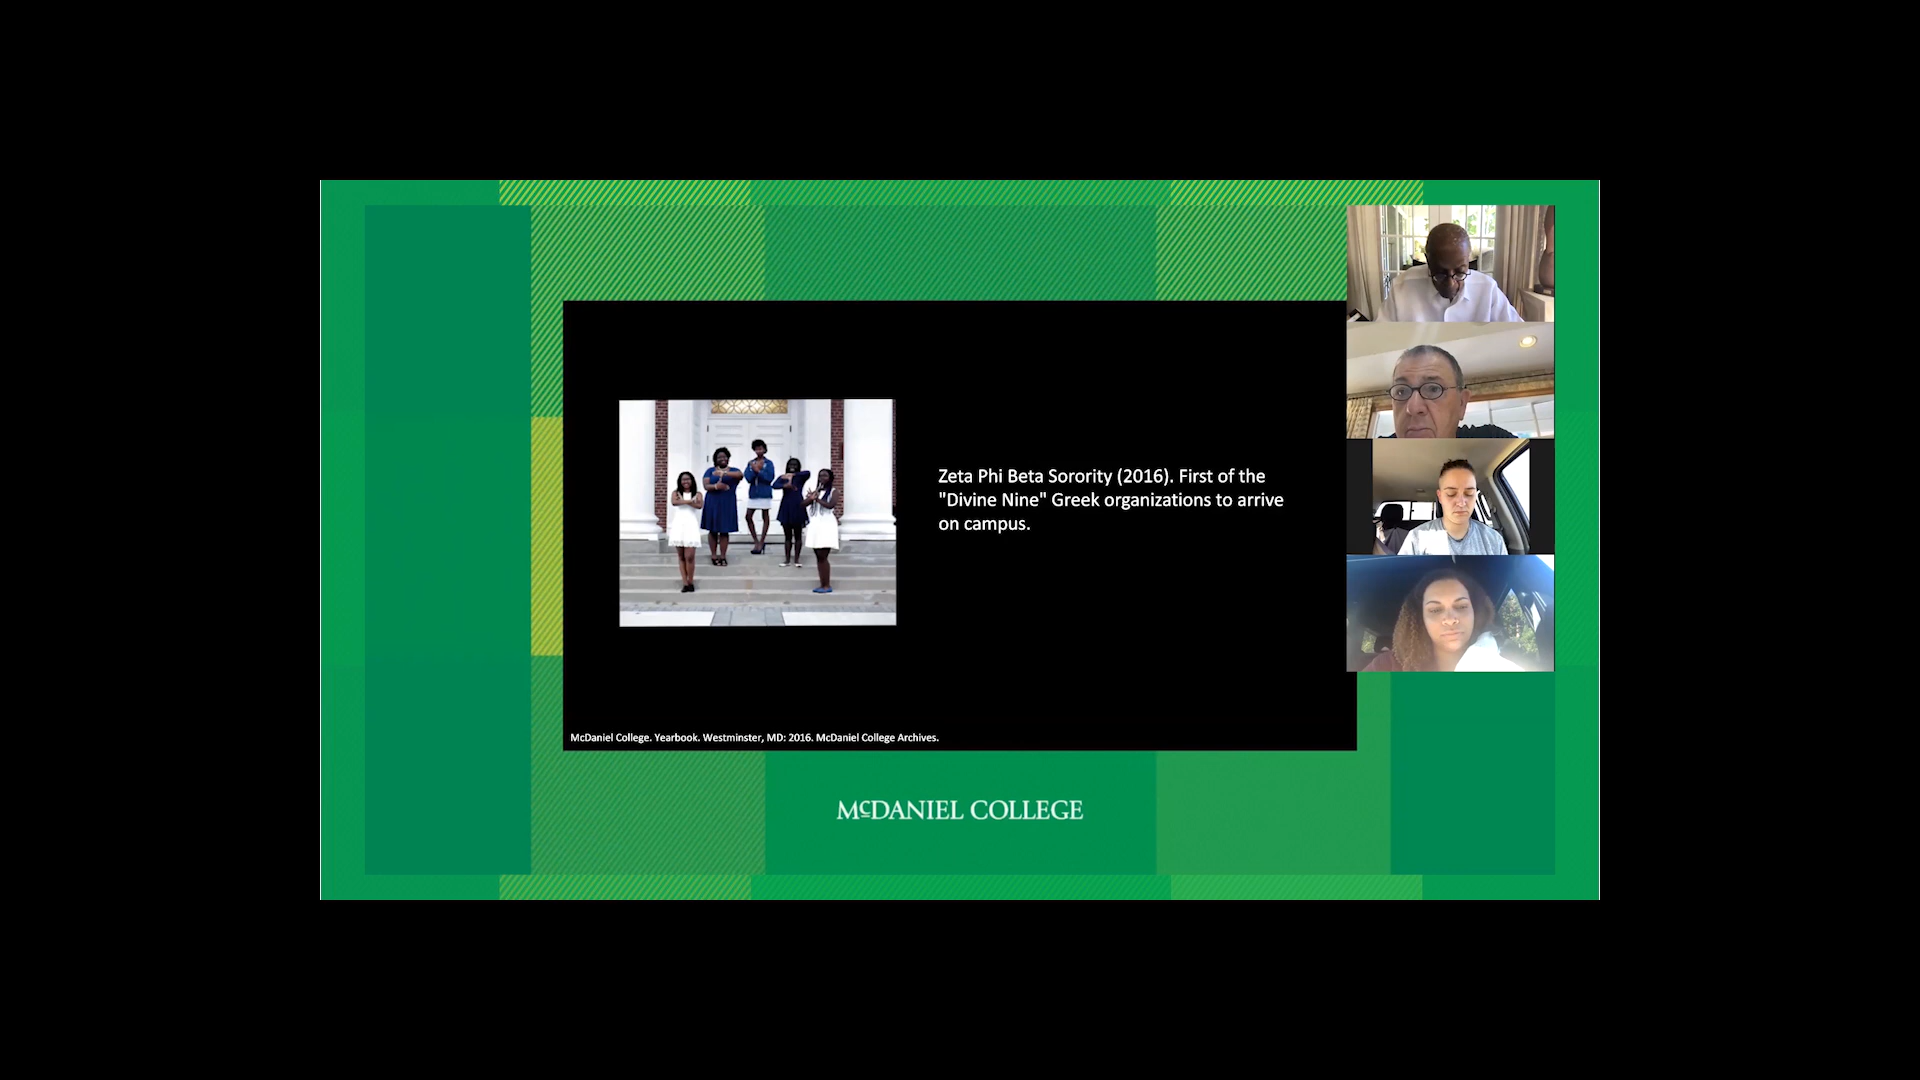 Zeta Phi Beta Sorority (2016). First of the
"Divine Nine" Greek organizations to arrive
on campus.
McDaniel College. Yearbook. Westminster, MD: 2016. McDaniel College Archives.
McDANIEL COLLEGE